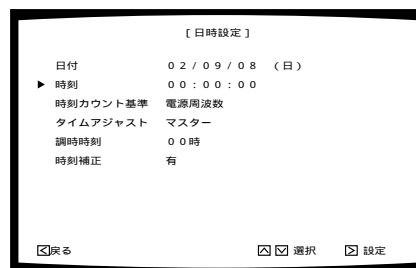 [日時設定]
日付 02/09/08 (日)
▶ 時刻 00:00:00
時刻カウント基準 電源周波数
タイムアジャスト マスター
調時時刻 00時
時刻補正 有
<戻る ∧ ∨ 選択 > 設定